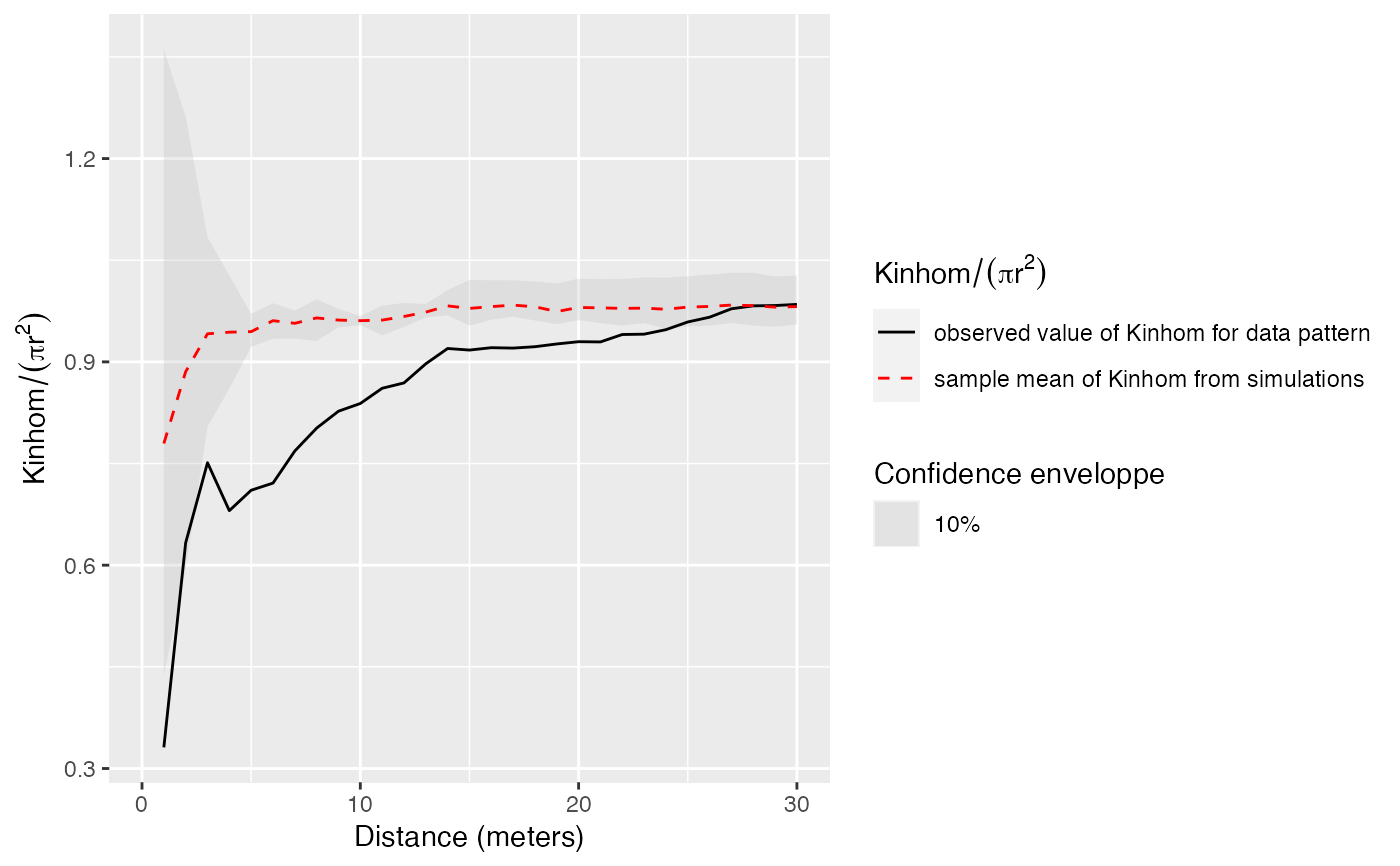 Kinhom/(πr²)
1.2
0.9
0.6
0.3
0
10
20
30
Distance (meters)
Kinhom/(πr²)
observed value of Kinhom for data pattern
sample mean of Kinhom from simulations
Confidence enveloppe
10%